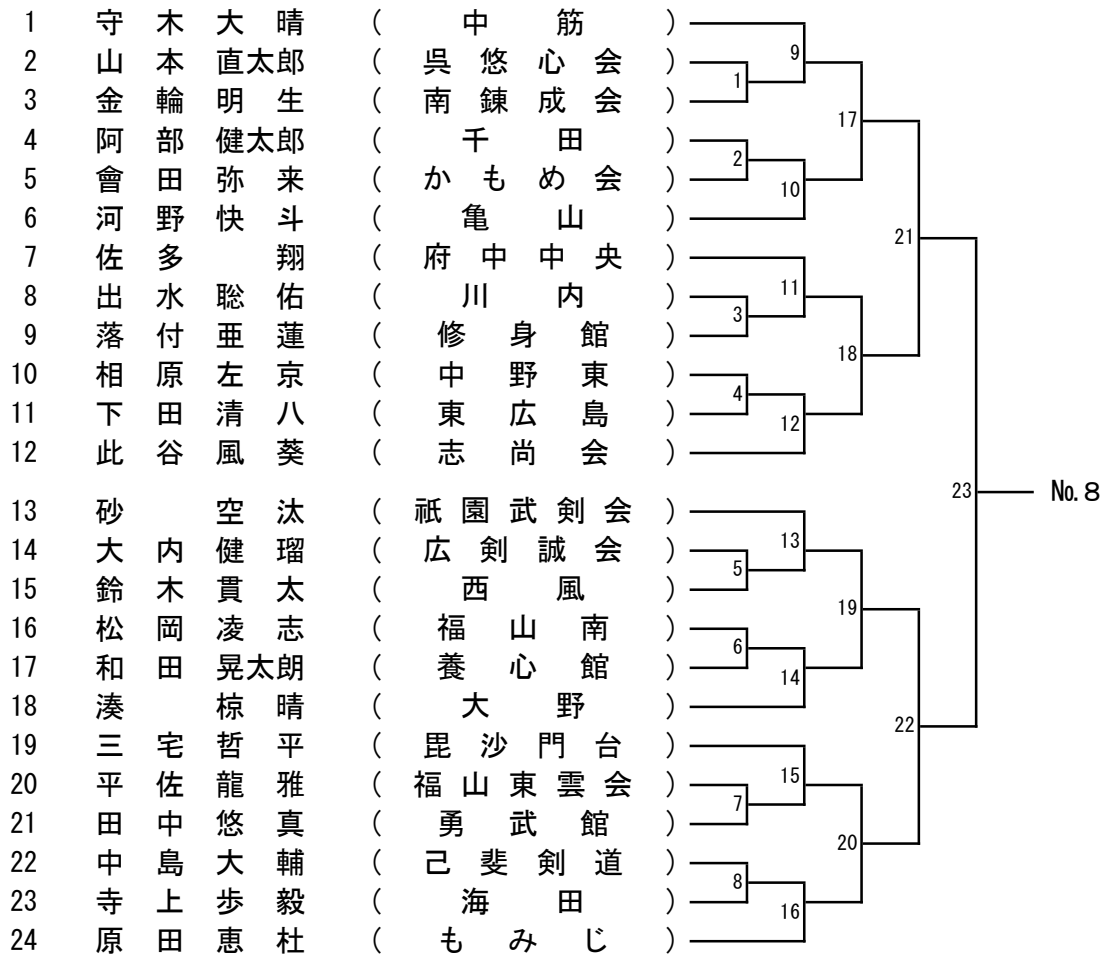 1 守木大晴 (中筋)
2 山本直太郎 (呉悠心会)
3 金輪明生 (南錬成会)
4 阿部健太郎 (千田)
5 會田弥来 (かもめ会)
6 河野快斗 (亀山)
7 佐多翔 (府中中央)
8 出水聡佑 (川内)
9 落付亜蓮 (修身館)
10 相原左京 (中野東)
11 下田清八 (東広島)
12 此谷風葵 (志尚会)
13 砂空汰 (祇園武剣会)
14 大内健瑠 (広剣誠会)
15 鈴木貫太 (西風)
16 松岡凌志 (福山南)
17 和田晃太朗 (養心館)
18 湊椋晴 (大野)
19 三宅哲平 (毘沙門台)
20 平佐龍雅 (福山東雲会)
21 田中悠真 (勇武館)
22 中島大輔 (己斐剣道)
23 寺上歩毅 (海田)
24 原田恵杜 (もみじ)
1
2
3
4
5
6
7
8
9
10
11
12
13
14
15
16
17
18
19
20
21
22
23
№8